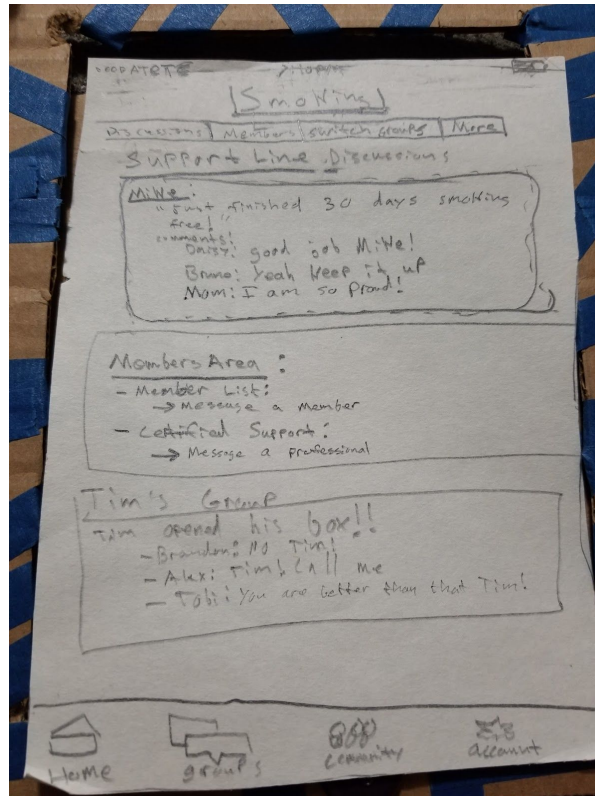 Smoking
Discussions | Members | switch groups | More
Support Line Discussions
Mike:
"Just finished 30 days smoking
free!"
comments!
Daisy: good job Mike!
Bruno: Yeah keep it up
Mom: I am so proud!
Members Area:
- Member List:
→ Message a Member
- Certified Support:
→ Message a professional
Tim's Group
Tim opened his box!!
- Brandon: No Tim!
- Alex: Tim! Call me
- Tobi: You are better than that Tim!
Home groups community account